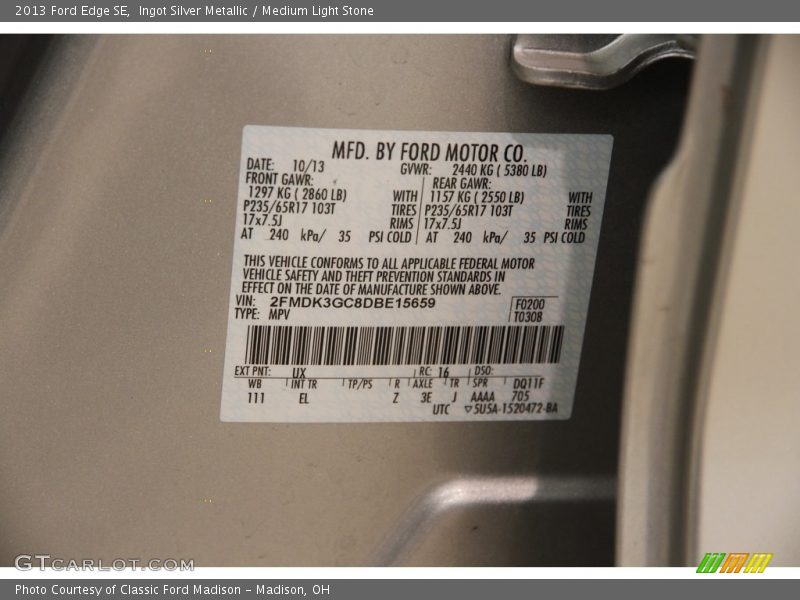 2013 Ford Edge SE,  Ingot Silver Metallic / Medium Light Stone
MFD. BY FORD MOTOR CO.
DATE: 10/13 GVWR: 2440 KG ( 5380 LB)
FRONT GAWR: REAR GAWR:
1297 KG ( 2860 LB) WITH 1157 KG ( 2550 LB) WITH
P235/65R17 103T TIRES P235/65R17 103T TIRES
17x7.5J RIMS 17x7.5J RIMS
AT 240 kPa/ 35 PSI COLD AT 240 kPa/ 35 PSI COLD
THIS VEHICLE CONFORMS TO ALL APPLICABLE FEDERAL MOTOR
VEHICLE SAFETY AND THEFT PREVENTION STANDARDS IN
EFFECT ON THE DATE OF MANUFACTURE SHOWN ABOVE.
VIN: 2FMDK3GC8DBE15659 F0200
TYPE: MPV T0308
EXT PNT: UX RC: 16 DSO:
WB INT TR TP/PS R AXLE TR SPR DQ11F
111 EL Z 3E J AAAA 705
UTC ▽5U5A-1520472-BA
GTCARLOT.COM
Photo Courtesy of Classic Ford Madison – Madison, OH